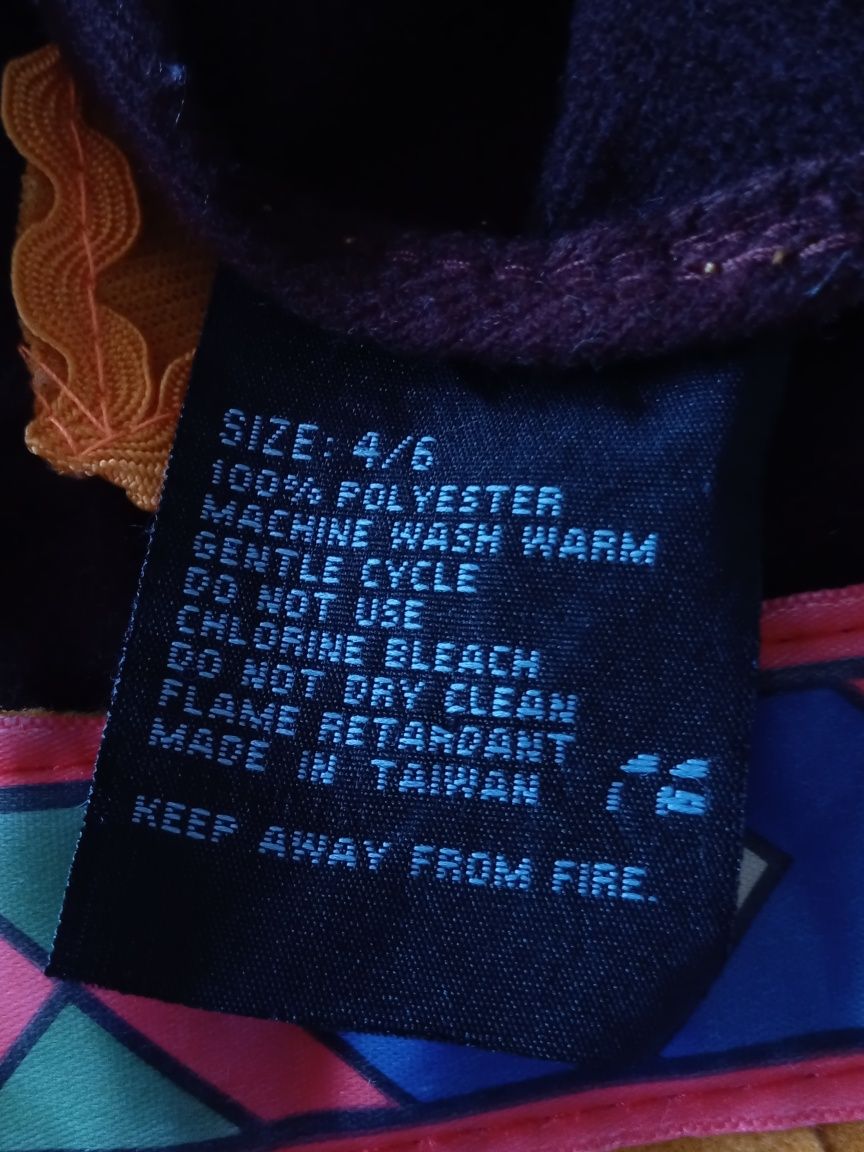 SIZE: 4/6
100% POLYESTER
MACHINE WASH WARM
GENTLE CYCLE
DO NOT USE
CHLORINE BLEACH
DO NOT DRY CLEAN
FLAME RETARDANT
MADE IN TAIWAN
KEEP AWAY FROM FIRE.